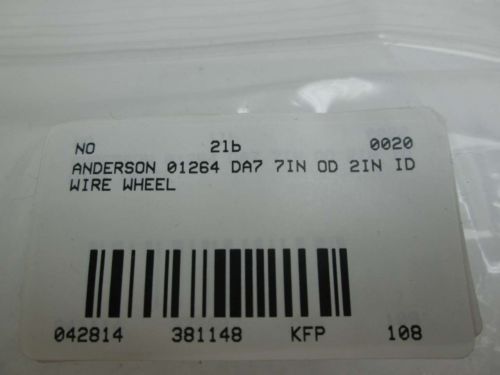 NO 21b 0020
ANDERSON 01264 DA7 7IN OD 2IN ID
WIRE WHEEL
042814 381148 KFP 108